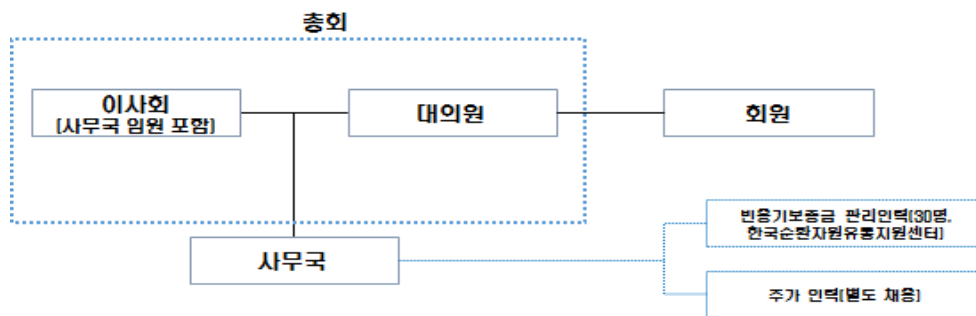 총회
이사회
(사무국 임원 포함)
대의원
회원
사무국
빈용기보증금 관리인력(30명,
한국순환자원유통지원센터)
추가 인력(별도 채용)